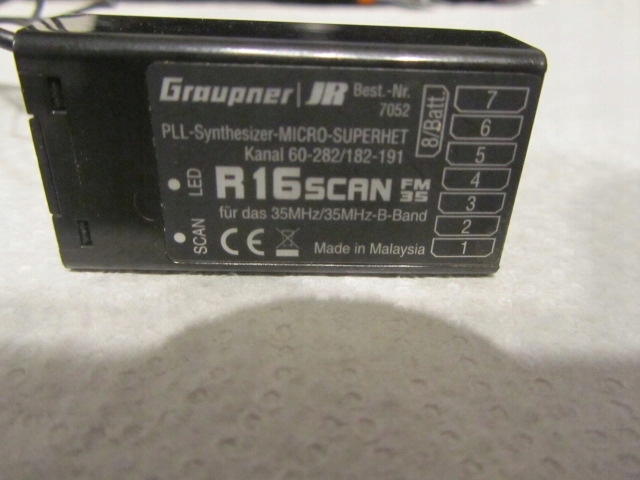 Graupner | JR
Best.-Nr.
7052
PLL-Synthesizer-MICRO-SUPERHET
Kanal 60-282/182-191
LED
R16SCAN FM 35
für das 35MHz/35MHz-B-Band
SCAN
CE
Made in Malaysia
8/Batt.
7
6
5
4
3
2
1